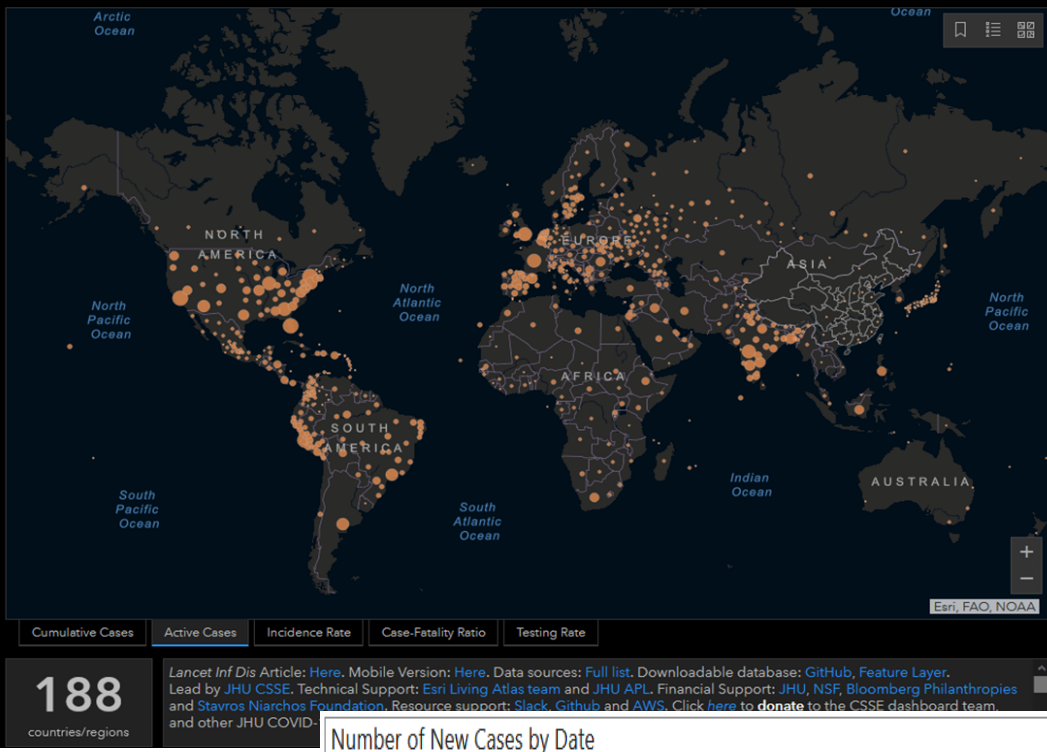 Arctic
Ocean
Ocean
NORTH
AMERICA
EUROPE
ASIA
North
Pacific
Ocean
North
Atlantic
Ocean
North
Pacific
Ocean
AFRICA
SOUTH
AMERICA
Indian
Ocean
AUSTRALIA
South
Pacific
Ocean
South
Atlantic
Ocean
+
−
Esri, FAO, NOAA
Cumulative Cases
Active Cases
Incidence Rate
Case-Fatality Ratio
Testing Rate
188
countries/regions
Lancet Inf Dis Article: Here. Mobile Version: Here. Data sources: Full list. Downloadable database: GitHub, Feature Layer.
Lead by JHU CSSE. Technical Support: Esri Living Atlas team and JHU APL. Financial Support: JHU, NSF, Bloomberg Philanthropies
and Stavros Niarchos Foundation. Resource support: Slack, Github and AWS. Click here to donate to the CSSE dashboard team,
and other JHU COVID-
Number of New Cases by Date